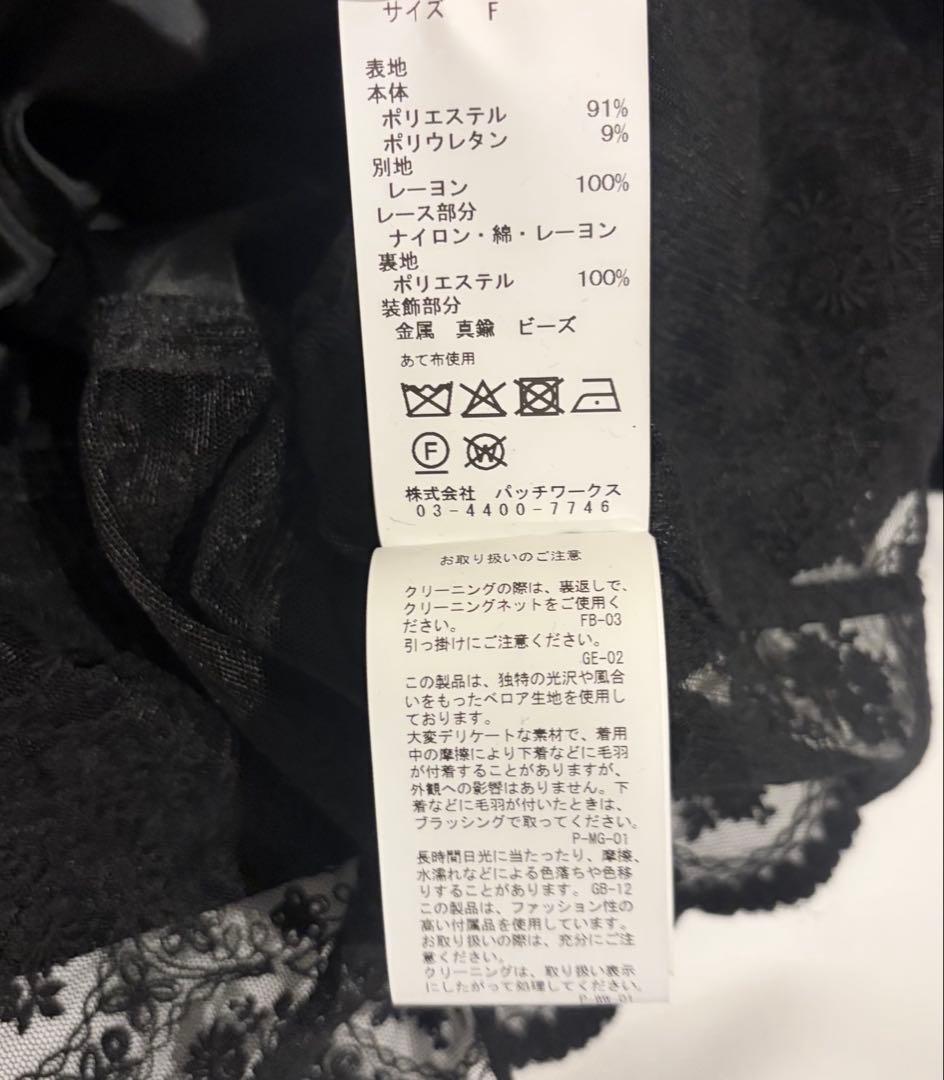 サイズ F
表地
本体
ポリエステル 91%
ポリウレタン 9%
別地
レーヨン 100%
レース部分
ナイロン・綿・レーヨン
裏地
ポリエステル 100%
装飾部分
金属 真鍮 ビーズ
あて布使用
F W
株式会社 パッチワークス
03-4400-7746
お取り扱いのご注意
クリーニングの際は、裏返しで、
クリーニングネットをご使用く
ださい。 FB-03
引っ掛けにご注意ください。
GE-02
この製品は、独特の光沢や風合
いをもったベロア生地を使用し
ております。
大変デリケートな素材で、着用
中の摩擦により下着などに毛羽
が付着することがありますが、
外観への影響はありません。下
着などに毛羽が付いたときは、
ブラッシングで取ってください。
P-MG-01
長時間日光に当たったり、摩擦、
水濡れなどによる色落ちや色移
りすることがあります。 GB-12
この製品は、ファッション性の
高い付属品を使用しています。
お取り扱いの際は、充分にご注
意ください。
クリーニングは、取り扱い表示
にしたがって処理してください。